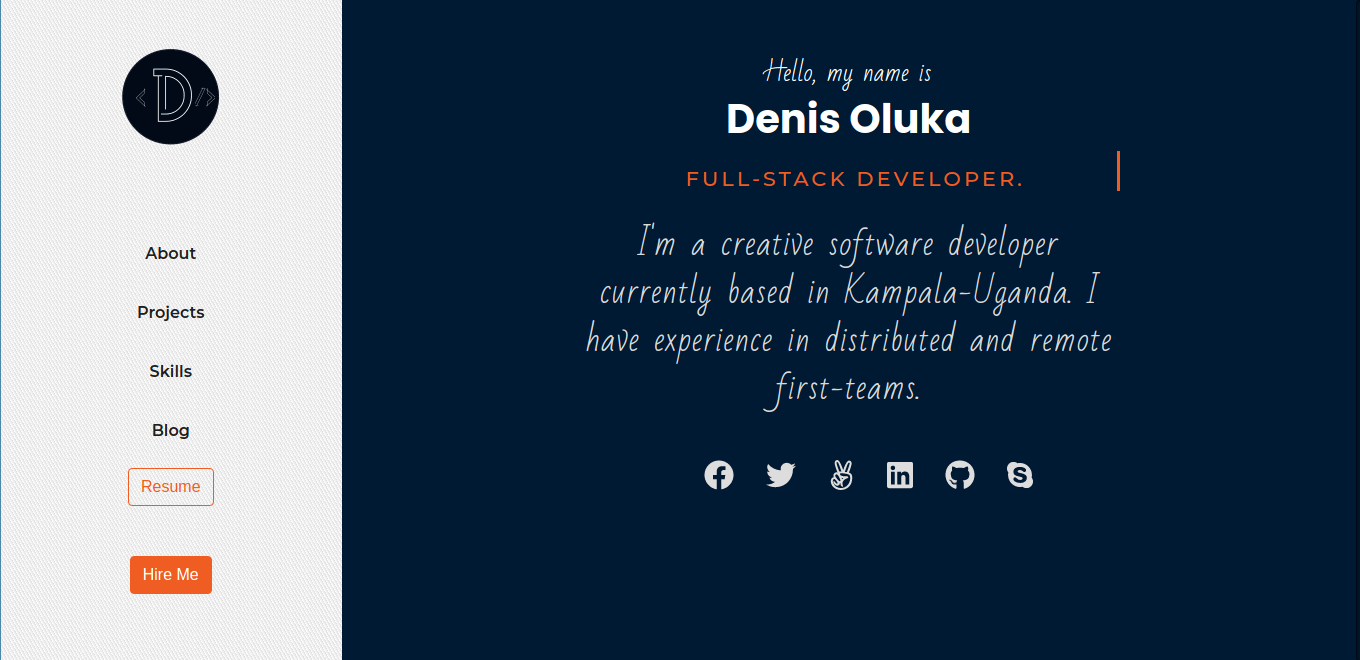 < D />
About
Projects
Skills
Blog
Resume
Hire Me
Hello, my name is
Denis Oluka
FULL-STACK DEVELOPER.
I'm a creative software developer
currently based in Kampala-Uganda. I
have experience in distributed and remote
first-teams.